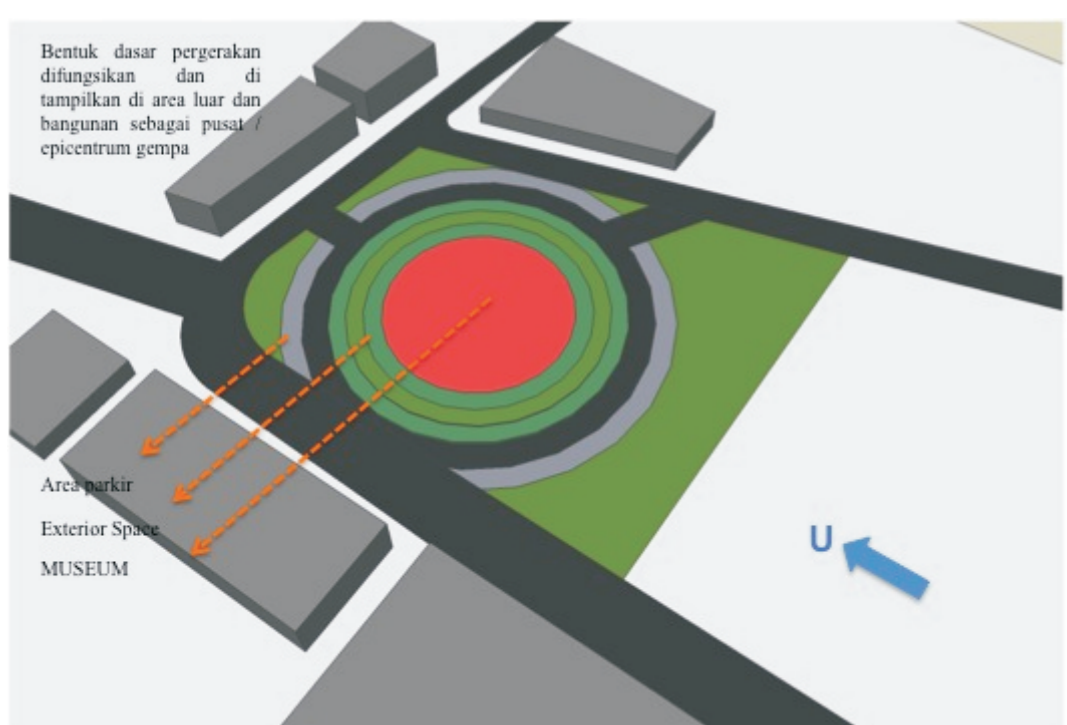 Bentuk dasar pergerakan
difungsikan dan di
tampilkan di area luar dan
bangunan sebagai pusat /
epicentrum gempa
Area parkir
Exterior Space
MUSEUM
U